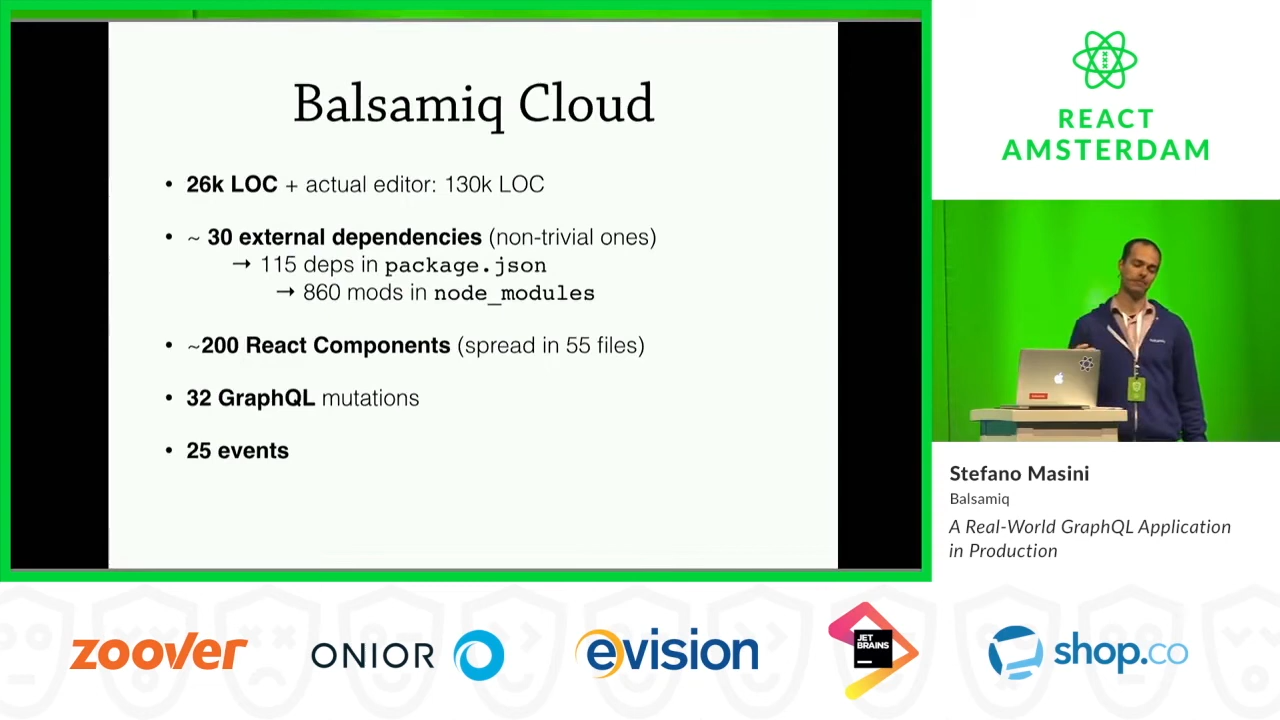 Balsamiq Cloud
• 26k LOC + actual editor: 130k LOC
• ~ 30 external dependencies (non-trivial ones)
→ 115 deps in package.json
→ 860 mods in node_modules
• ~200 React Components (spread in 55 files)
• 32 GraphQL mutations
• 25 events
REACT
AMSTERDAM
Stefano Masini
Balsamiq
A Real-World GraphQL Application
in Production
zoover
ONIOR
evision
JET
BRAINS
shop.co